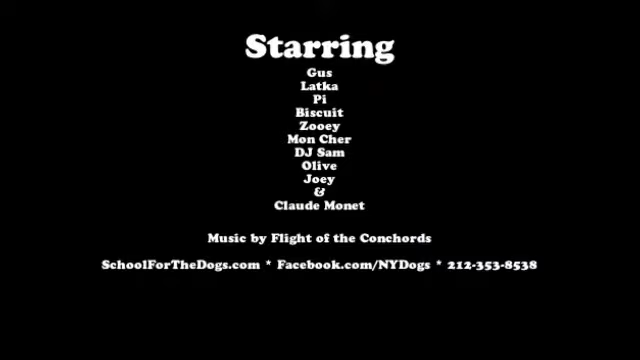 Starring
Gus
Latka
Pi
Biscuit
Zooey
Mon Cher
DJ Sam
Olive
Joey
&
Claude Monet
Music by Flight of the Conchords
SchoolForTheDogs.com * Facebook.com/NYDogs * 212-353-8538